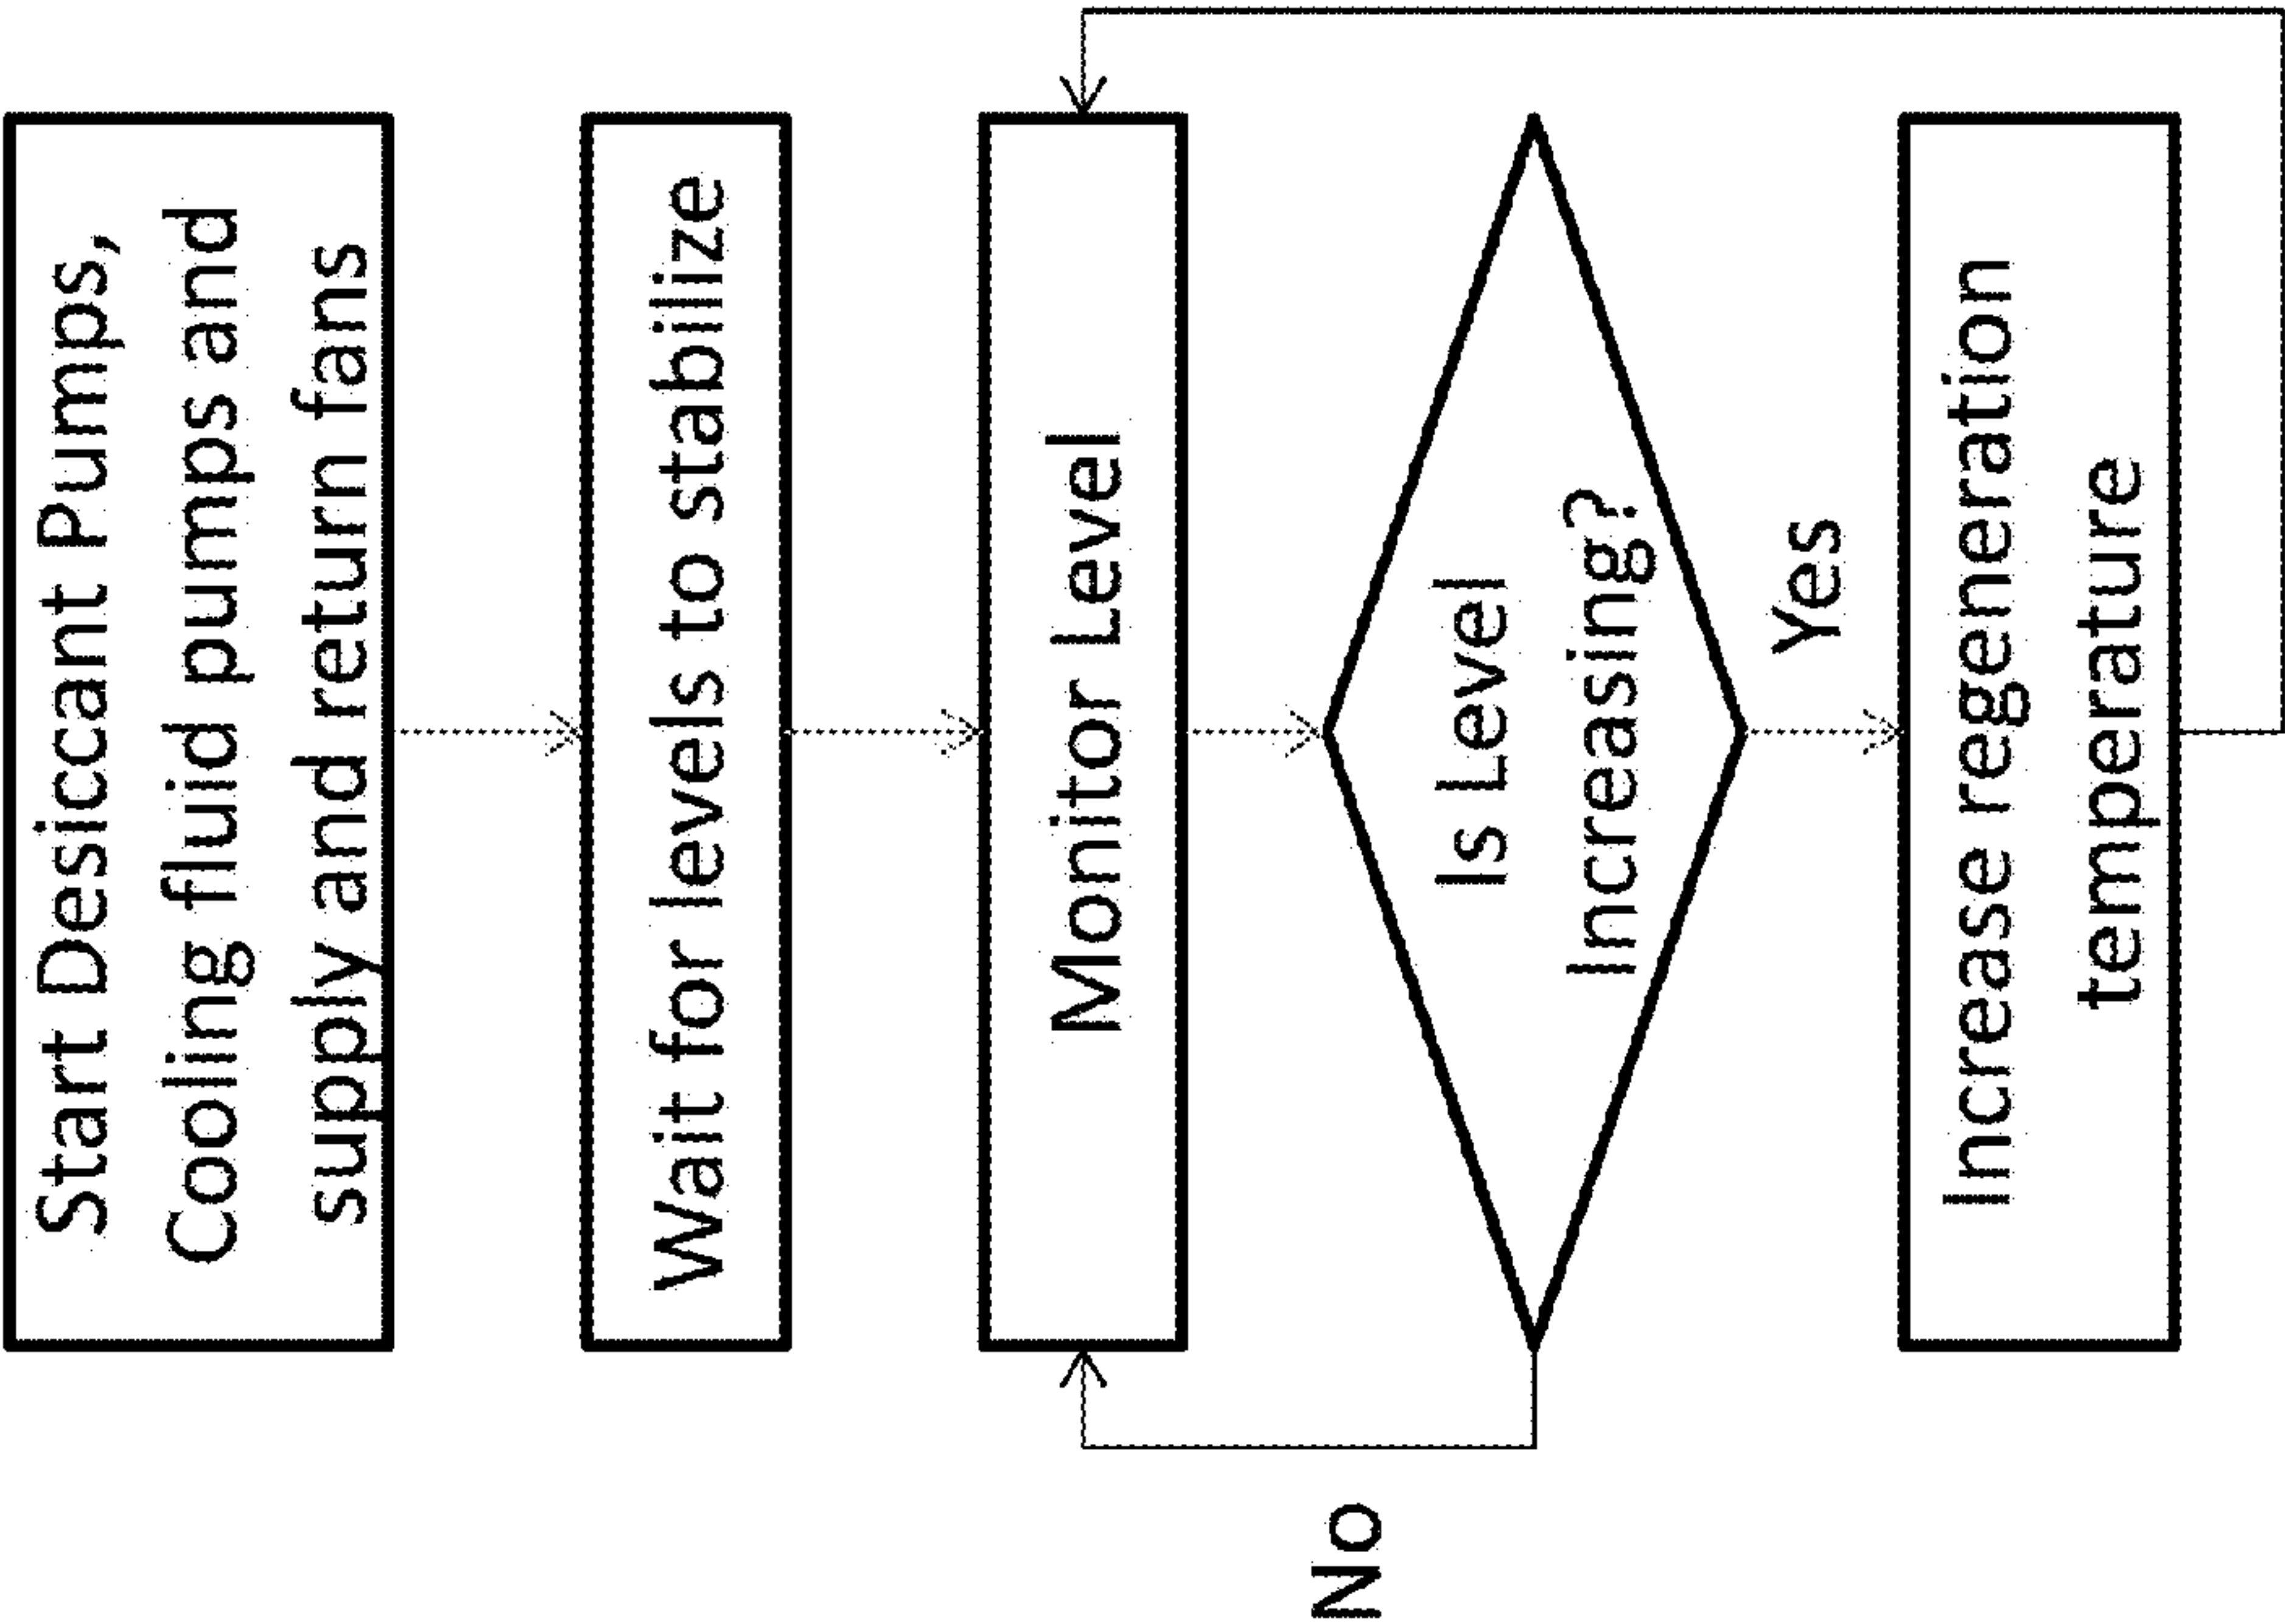 Start Desiccant Pumps,
Cooling fluid pumps and
supply and return fans
Wait for levels to stabilize
Monitor Level
Is Level
Increasing?
No
Yes
Increase regeneration
temperature